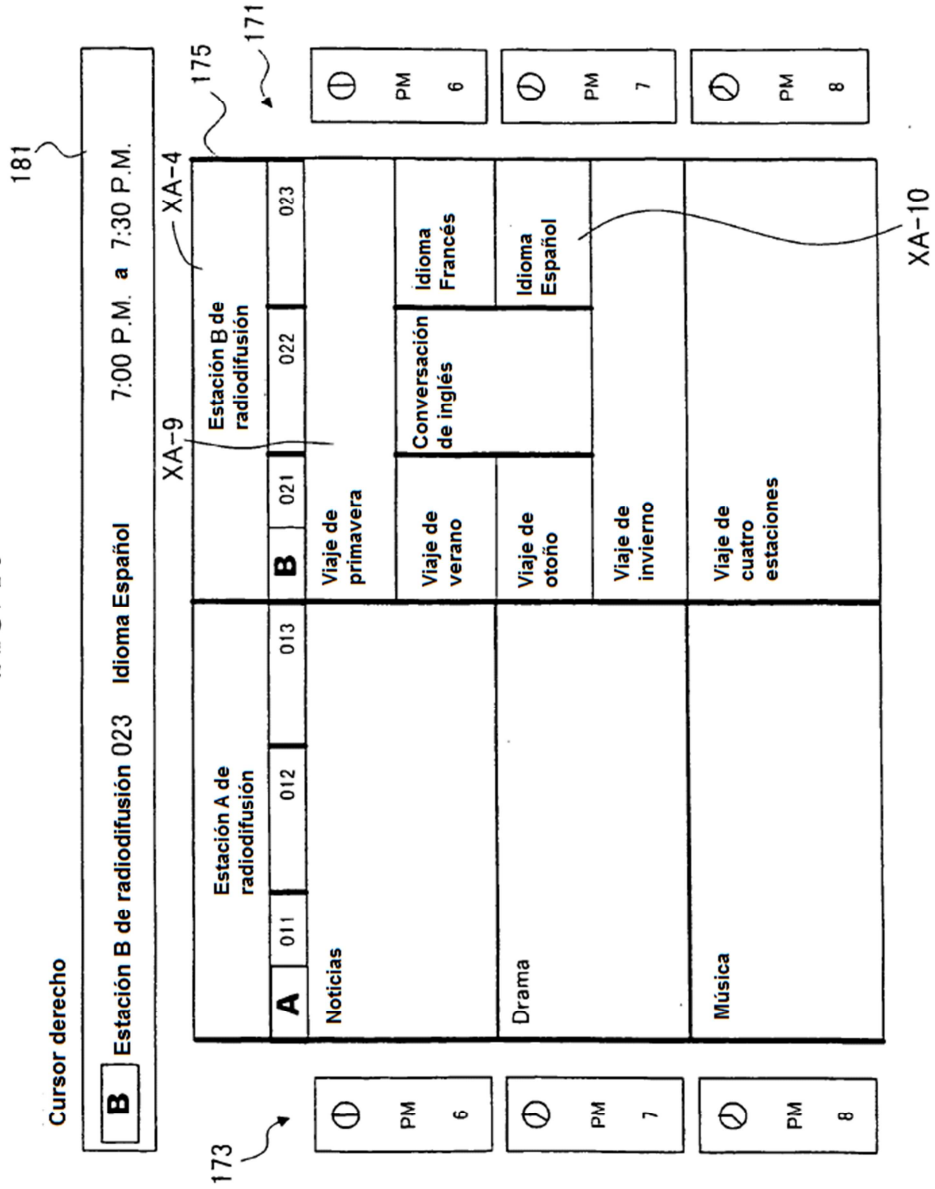 Cursor derecho
181
B Estación B de radiodifusión 023 Idioma Español 7:00 P.M. a 7:30 P.M.
XA-4
175
171
173
XA-9
Estación A de
radiodifusión
Estación B de
radiodifusión
A 011 012 013 B 021 022 023
PM
6
Noticias
Viaje de
primavera
PM
6
Viaje de
verano
Conversación
de inglés
Idioma
Francés
PM
7
Drama
Viaje de
otoño
Idioma
Español
PM
7
Viaje de
invierno
PM
8
Música
Viaje de
cuatro
estaciones
PM
8
XA-10